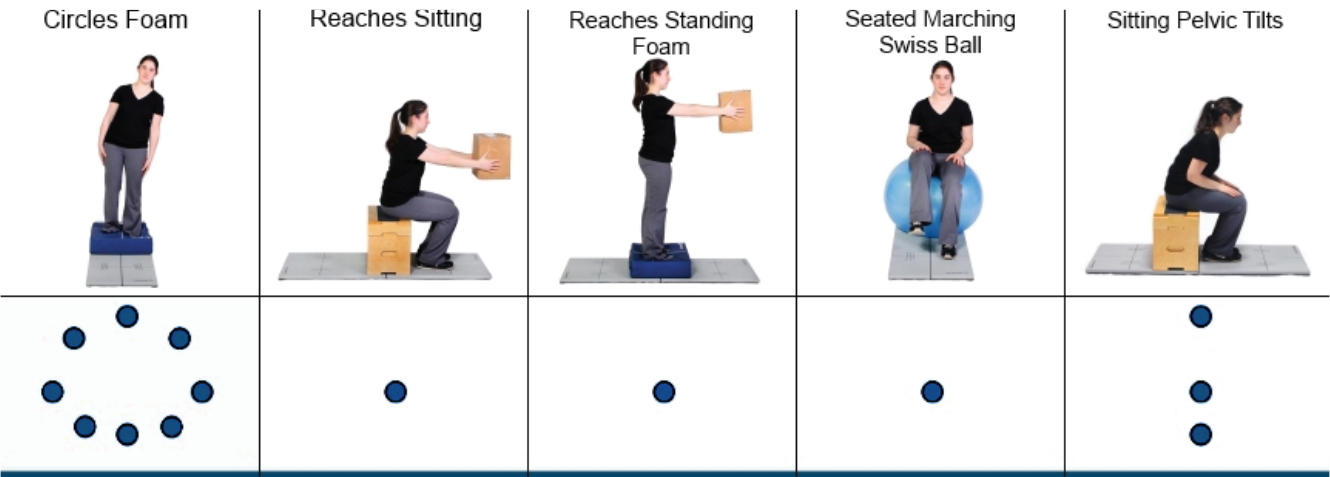 Circles Foam
Reaches Sitting
Reaches Standing
Foam
Seated Marching
Swiss Ball
Sitting Pelvic Tilts